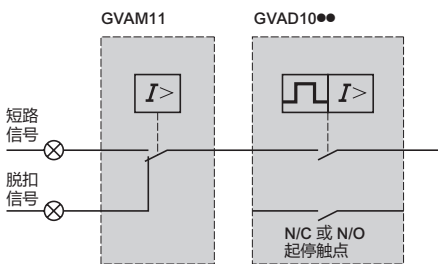 GVAM11
GVAD10●●
I>
I>
短路
信号
脱扣
信号
N/C 或 N/O
起停触点